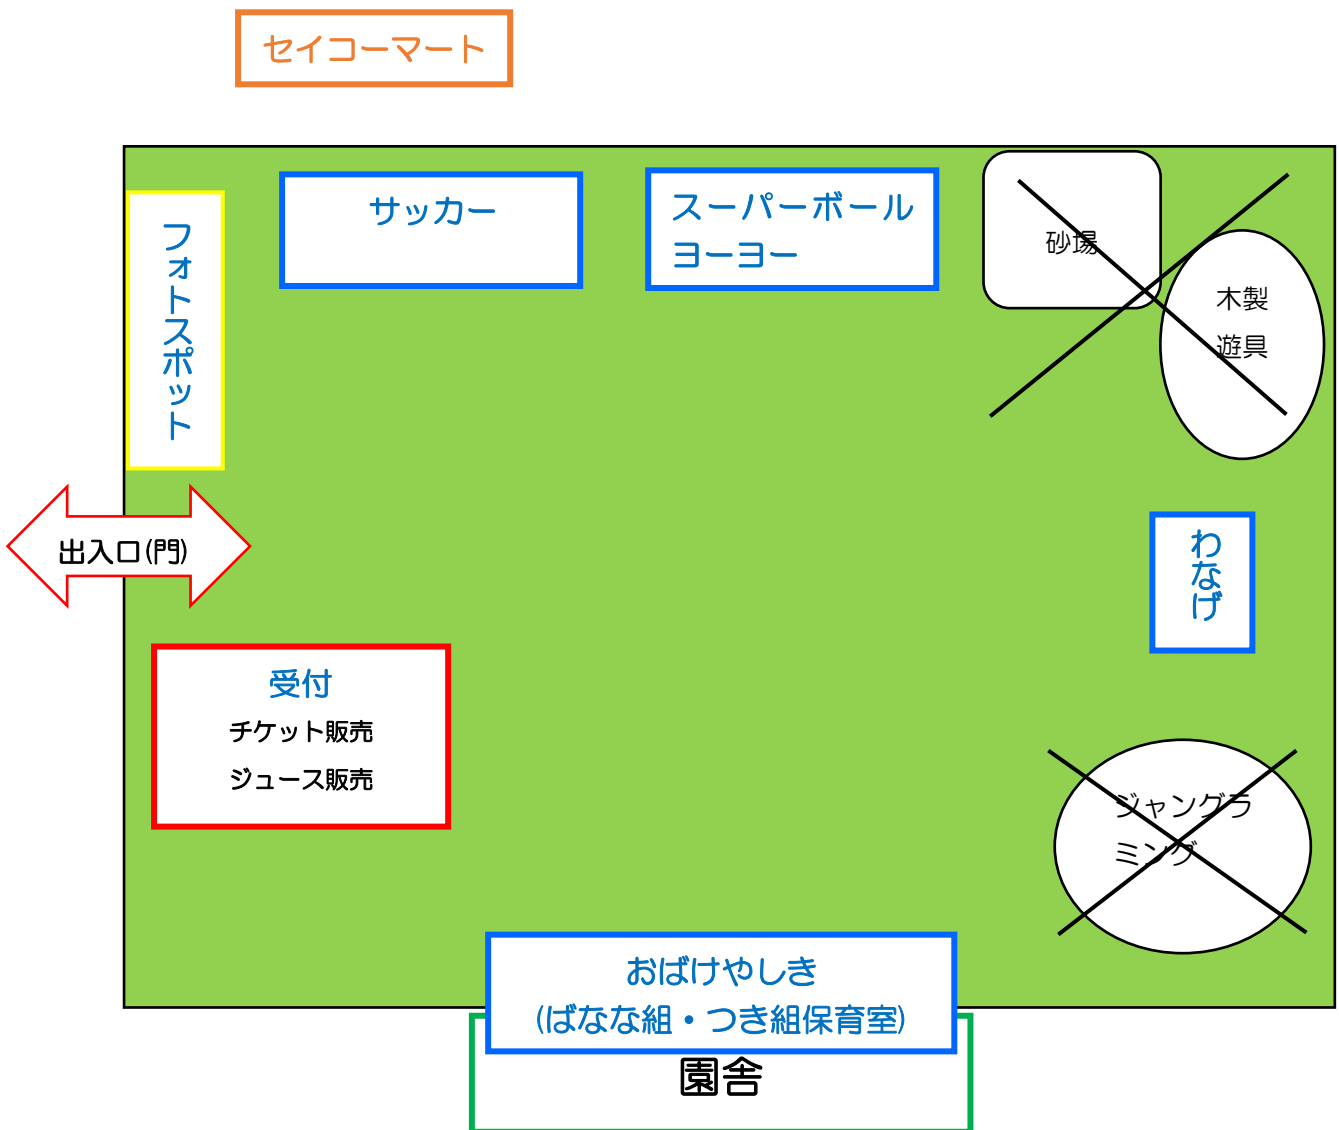 セイコーマート
フォトスポット
サッカー
スーパーボール
ヨーヨー
砂場
木製
遊具
出入口(門)
わなげ
受付
チケット販売
ジュース販売
ジャングラ
ミング
おばけやしき
(ばなな組・つき組保育室)
園舎